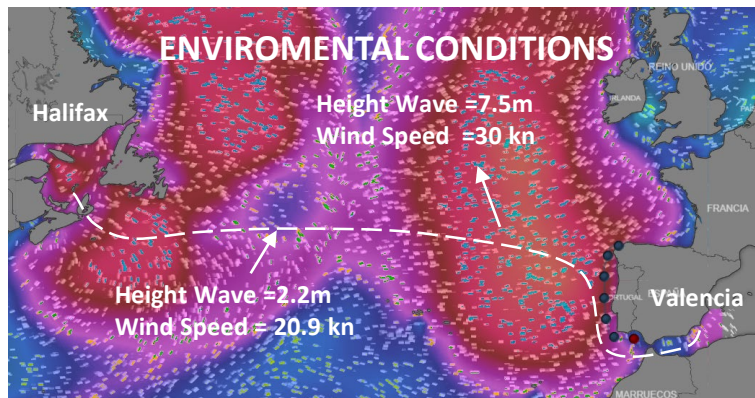 ENVIROMENTAL CONDITIONS
REINO UNIDO
Halifax
Height Wave =7.5m
IRLANDA
Wind Speed =30 kn
FRANCIA
Height Wave =2.2m
Valencia
PORTUGAL
Wind Speed = 20.9 kn
MARRUECOS